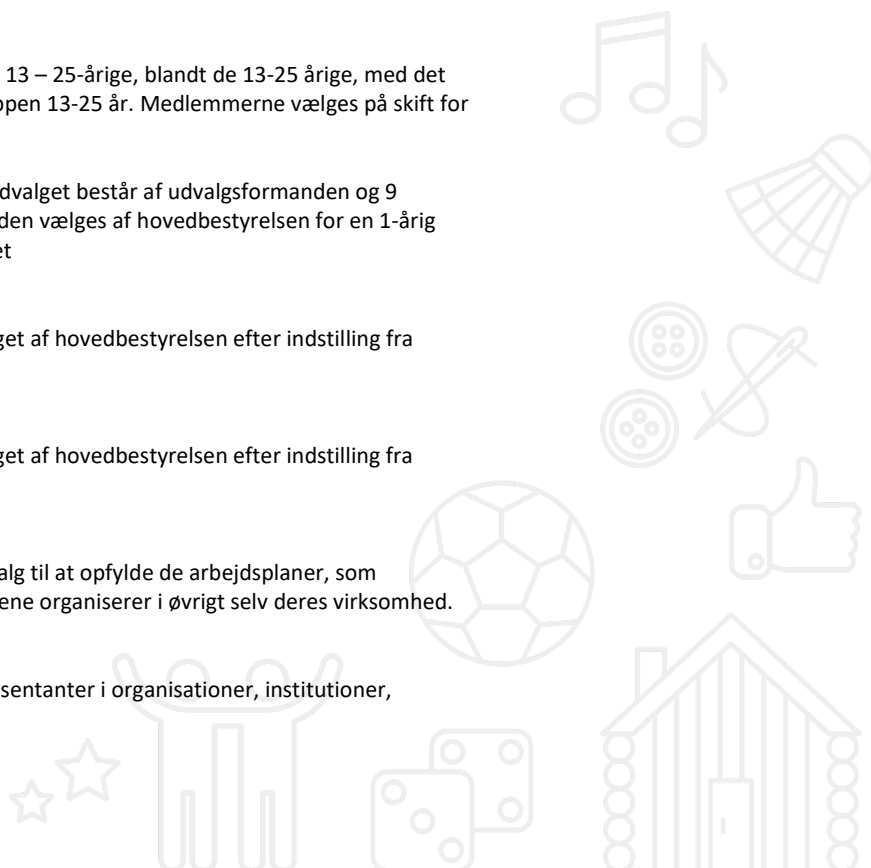 13 – 25-årige, blandt de 13-25 årige, med det
ppen 13-25 år. Medlemmerne vælges på skift for
dvalget består af udvalgsformanden og 9
den vælges af hovedbestyrelsen for en 1-årig
et
get af hovedbestyrelsen efter indstilling fra
get af hovedbestyrelsen efter indstilling fra
alg til at opfylde de arbejdsplaner, som
ene organiserer i øvrigt selv deres virksomhed.
sentanter i organisationer, institutioner,